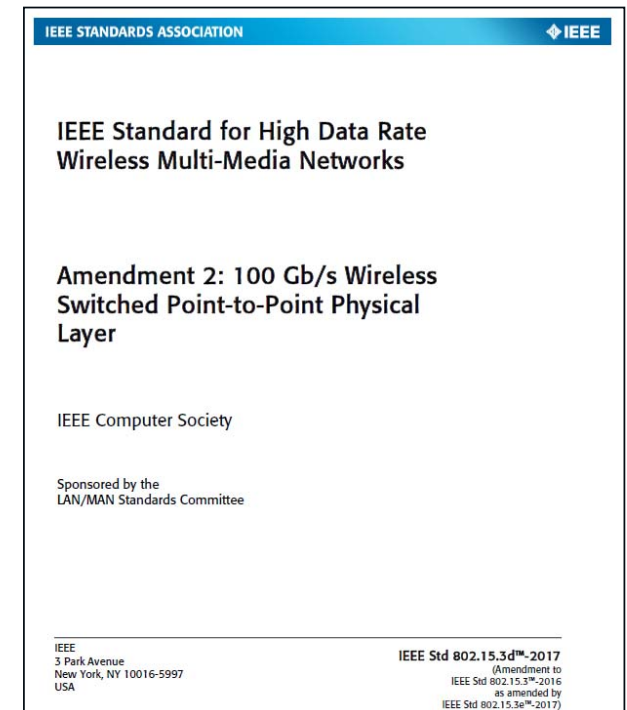 IEEE STANDARDS ASSOCIATION
IEEE
IEEE Standard for High Data Rate
Wireless Multi-Media Networks
Amendment 2: 100 Gb/s Wireless
Switched Point-to-Point Physical
Layer
IEEE Computer Society
Sponsored by the
LAN/MAN Standards Committee
IEEE
3 Park Avenue
New York, NY 10016-5997
USA
IEEE Std 802.15.3d™-2017
(Amendment to
IEEE Std 802.15.3™-2016
as amended by
IEEE Std 802.15.3e™-2017)